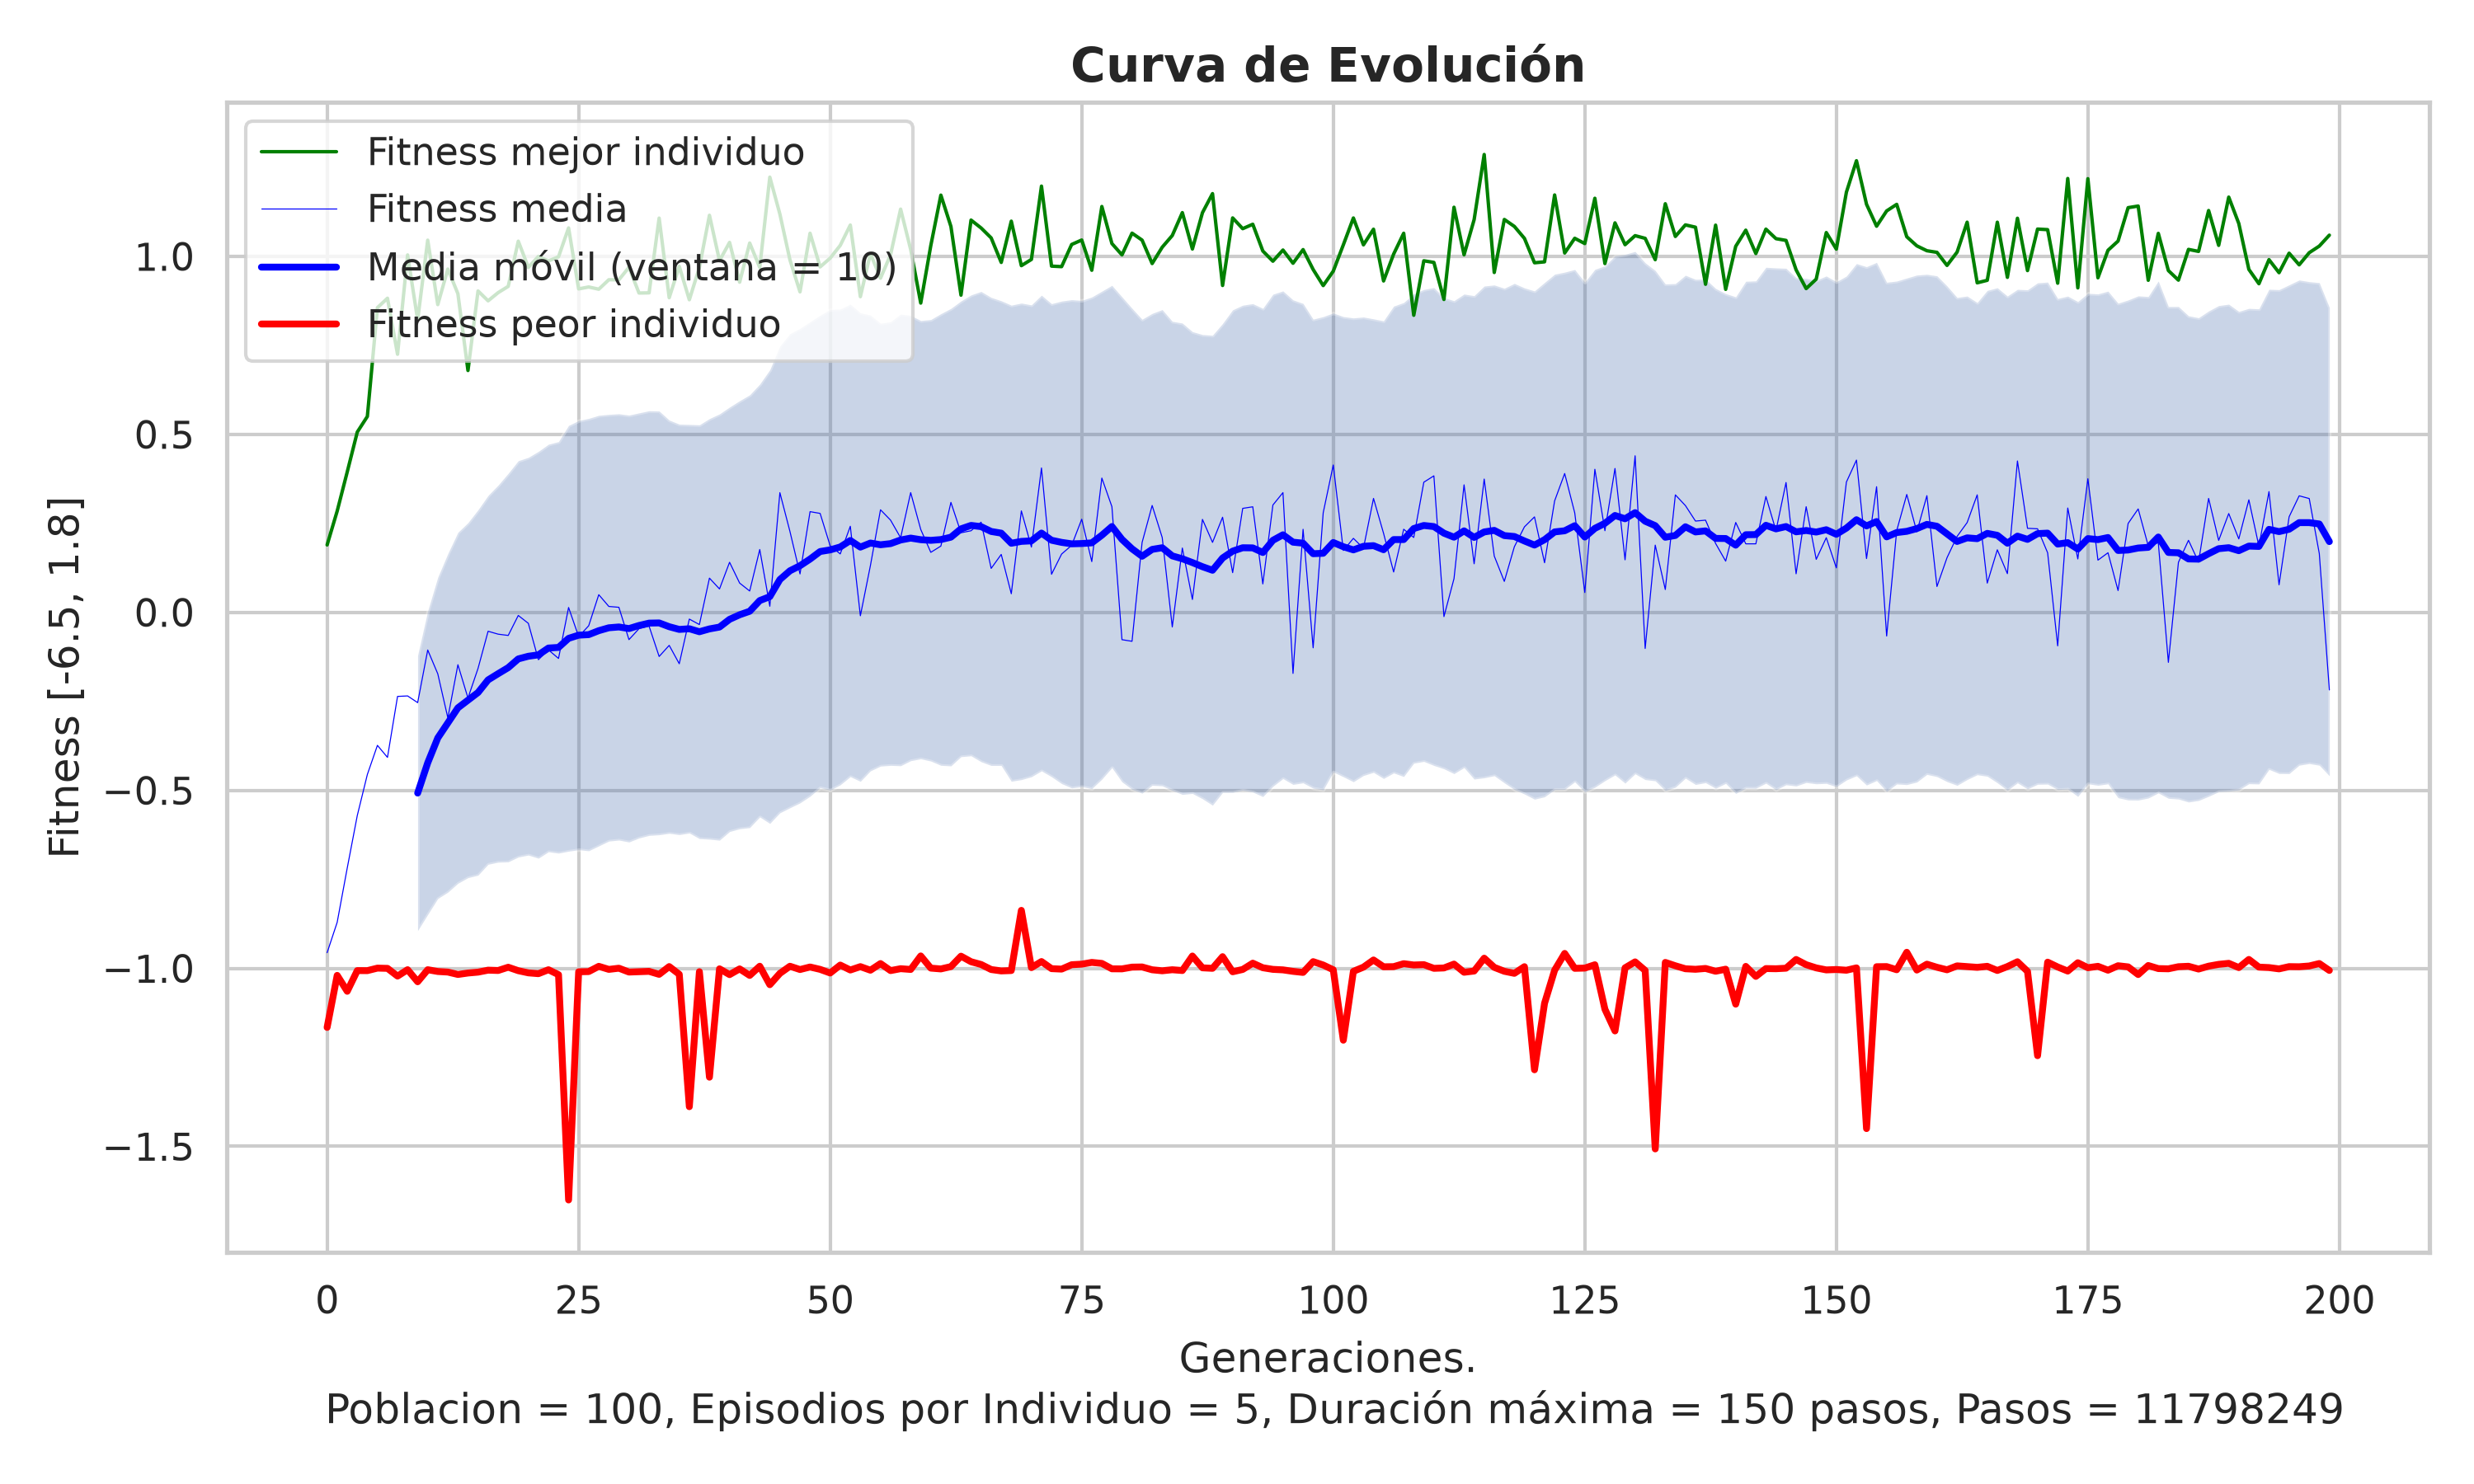 Curva de Evolución
Fitness mejor individuo
Fitness media
Media móvil (ventana = 10)
Fitness peor individuo
1.0
0.5
0.0
−0.5
−1.0
−1.5
Fitness [-6.5, 1.8]
0 25 50 75 100 125 150 175 200
Generaciones.
Poblacion = 100, Episodios por Individuo = 5, Duración máxima = 150 pasos, Pasos = 11798249